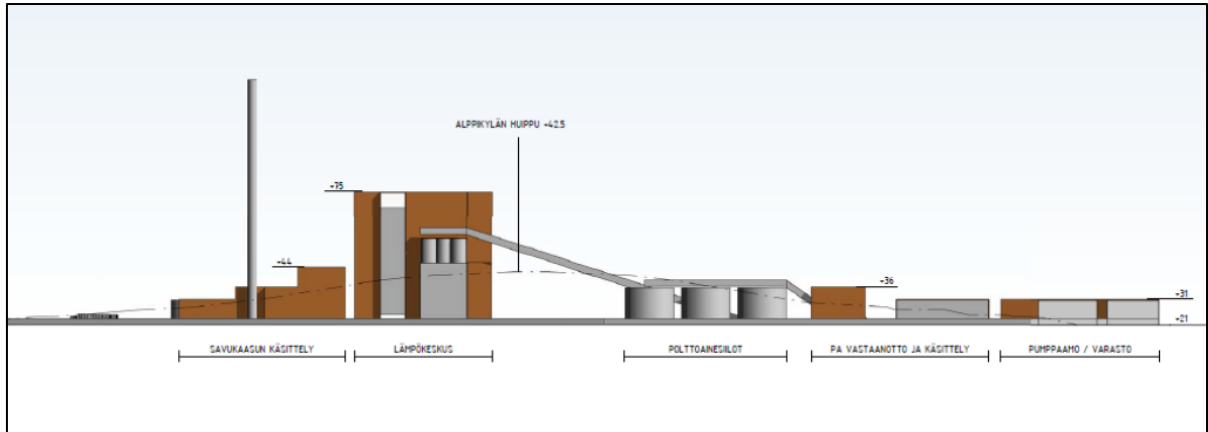 ALPPIKYLÄN HUIPPU +42.5
+75
+44
+36
+31
+21
SAVUKAASUN KÄSITTELY
LÄMPÖKESKUS
POLTTOAINESIILOT
PA VASTAANOTTO JA KÄSITTELY
PUMPPAAMO / VARASTO